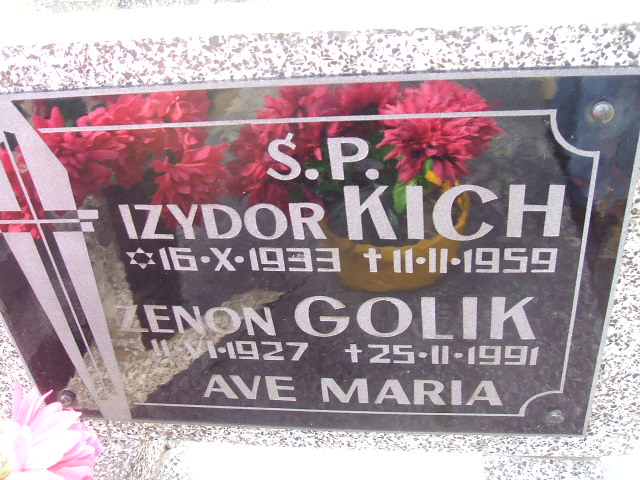 Ś.P.
IZYDOR KICH
✡16·X·1933 †11·II·1959
ZENON GOLIK
11·VI·1927 †25·II·1991
AVE MARIA